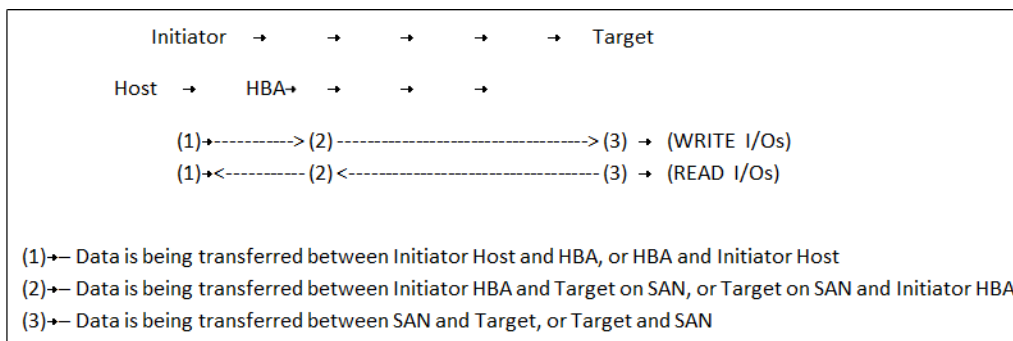 Initiator → → → → → Target
Host → HBA→ → → →
(1)→-----------> (2) ------------------------------------> (3) → (WRITE I/Os)
(1)→<----------- (2) <------------------------------------ (3) → (READ I/Os)
(1)→– Data is being transferred between Initiator Host and HBA, or HBA and Initiator Host
(2)→– Data is being transferred between Initiator HBA and Target on SAN, or Target on SAN and Initiator HBA
(3)→– Data is being transferred between SAN and Target, or Target and SAN